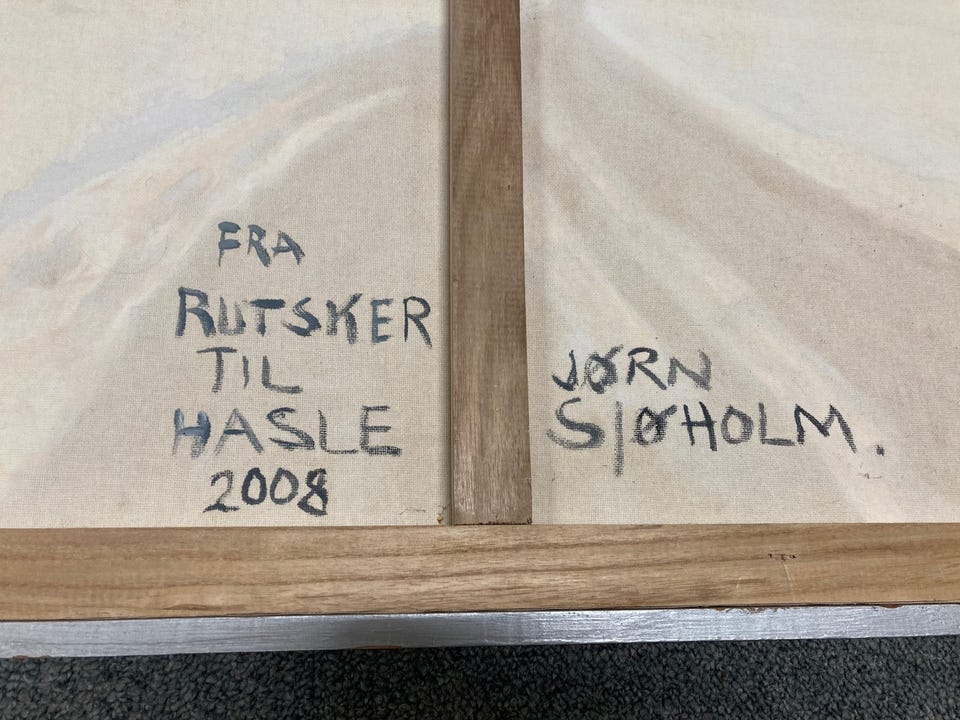 FRA
RUTSKER
TIL
HASLE
2008
JØRN
SJØHOLM.